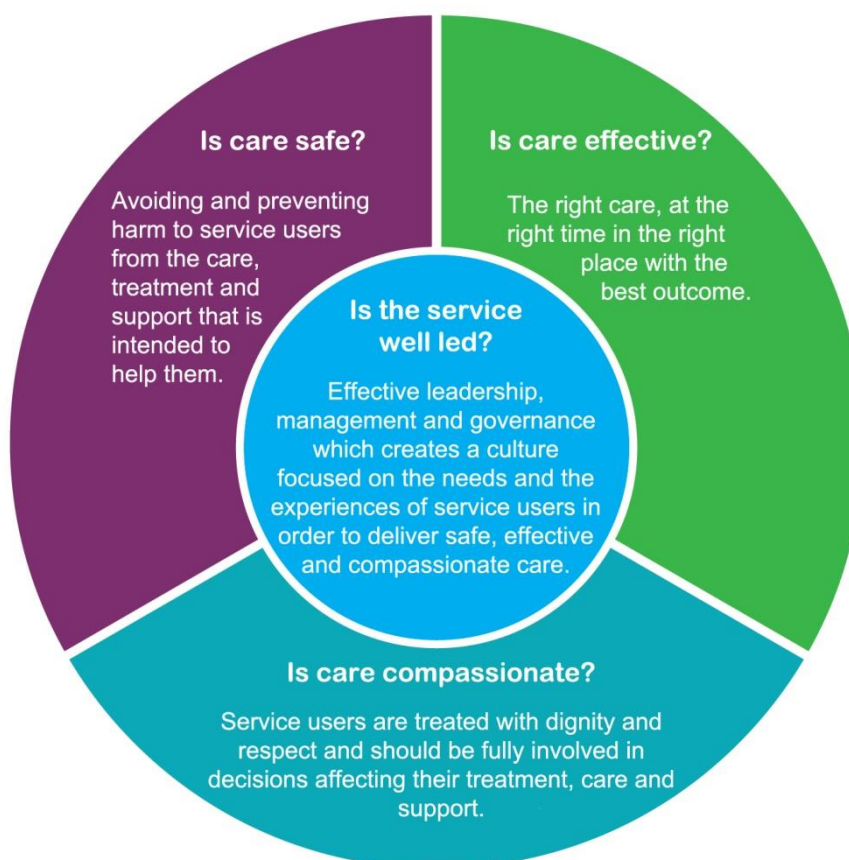 Is care safe?
Avoiding and preventing
harm to service users
from the care,
treatment and
support that is
intended to
help them.
Is care effective?
The right care, at the
right time in the right
place with the
best outcome.
Is the service
well led?
Effective leadership,
management and governance
which creates a culture
focused on the needs and the
experiences of service users in
order to deliver safe, effective
and compassionate care.
Is care compassionate?
Service users are treated with dignity and
respect and should be fully involved in
decisions affecting their treatment, care and
support.